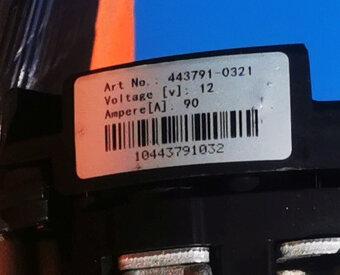 Art No.: 443791-0321
Voltage [v]: 12
Ampere[A]: 90
10443791032